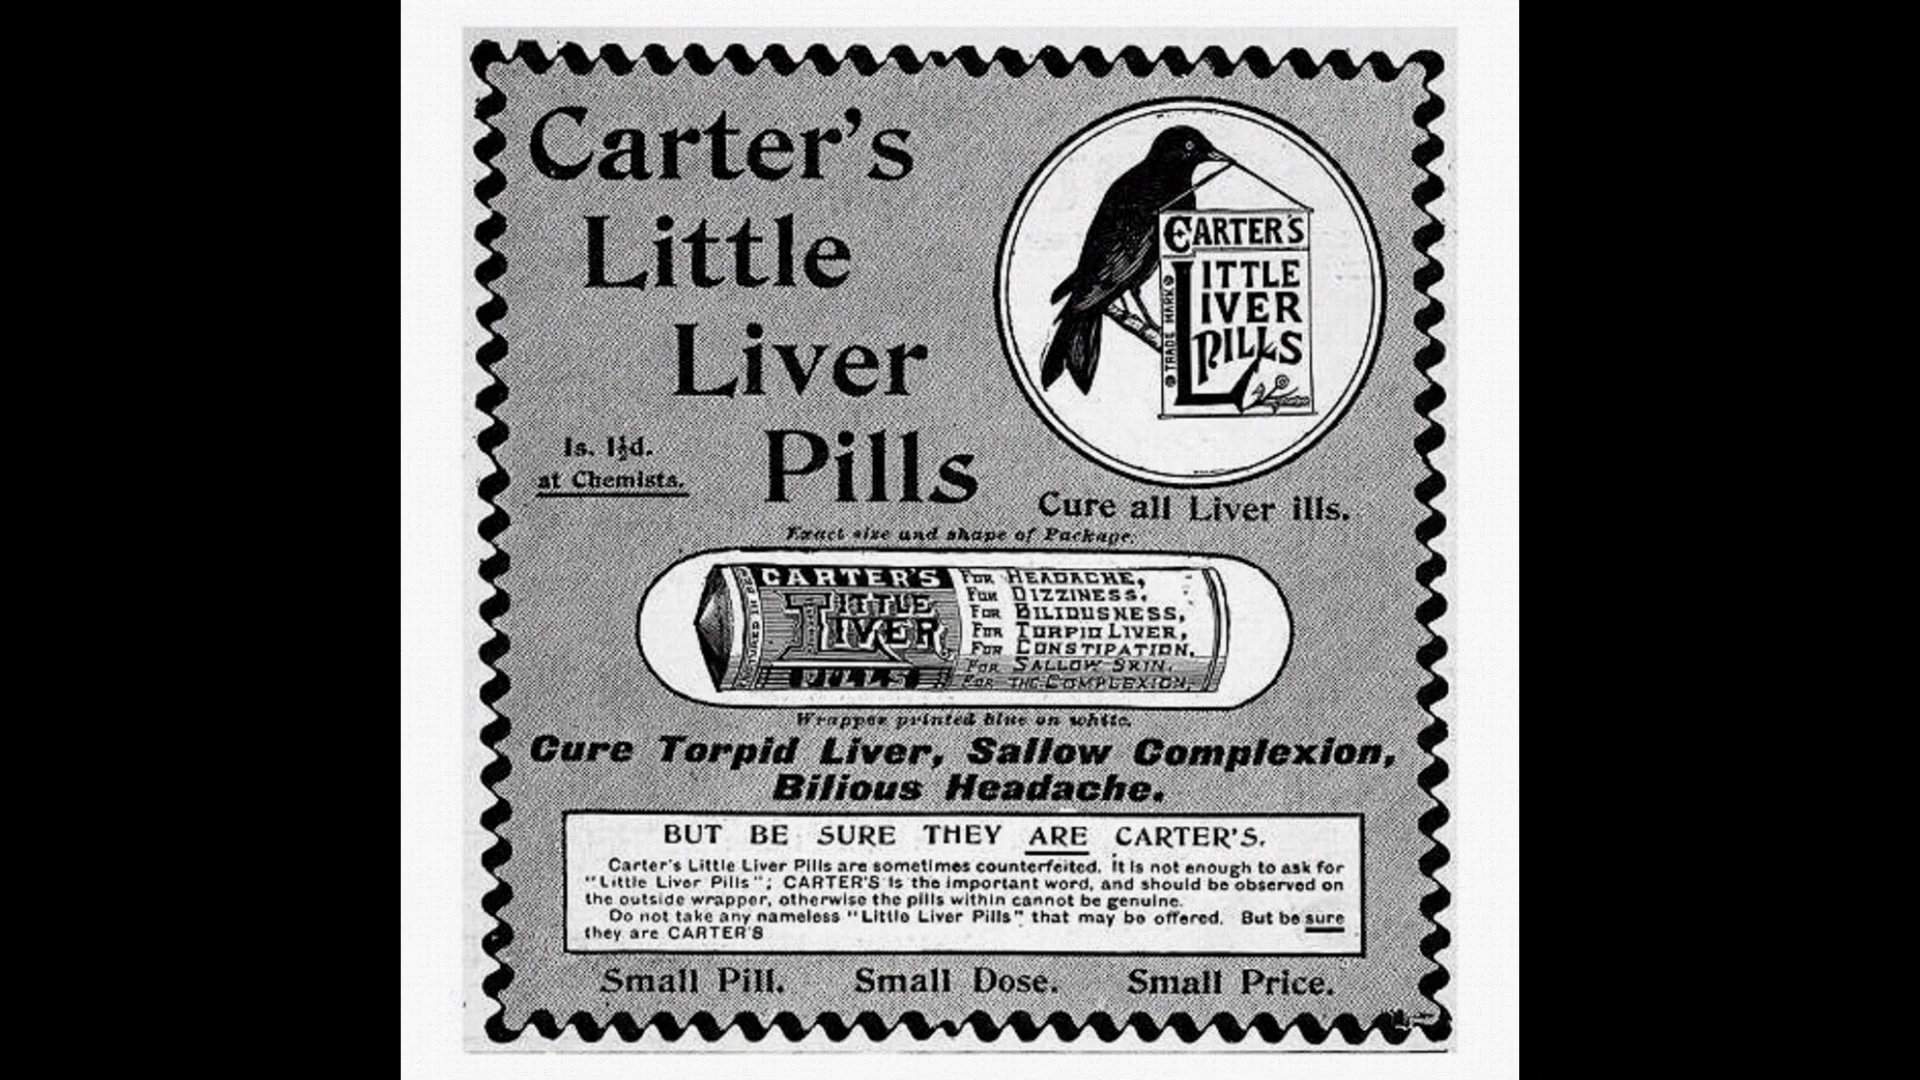 Carter's
Little
Liver
Pills
1s. 1½d.
at Chemists.
CARTER'S
LITTLE
LIVER
PILLS
TRADE MARK
Cure all Liver ills.
Exact size and shape of Package.
CARTER'S
LITTLE
LIVER
PILLS
FOR HEADACHE,
FOR DIZZINESS,
FOR BILIOUSNESS,
FOR TORPID LIVER,
FOR CONSTIPATION,
FOR SALLOW SKIN,
FOR THE COMPLEXION,
Wrapper printed blue on white.
Cure Torpid Liver, Sallow Complexion,
Bilious Headache.
BUT BE SURE THEY ARE CARTER'S.
Carter's Little Liver Pills are sometimes counterfeited. It is not enough to ask for
"Little Liver Pills"; CARTER'S is the important word, and should be observed on
the outside wrapper, otherwise the pills within cannot be genuine.
Do not take any nameless "Little Liver Pills" that may be offered. But be sure
they are CARTER'S
Small Pill. Small Dose. Small Price.